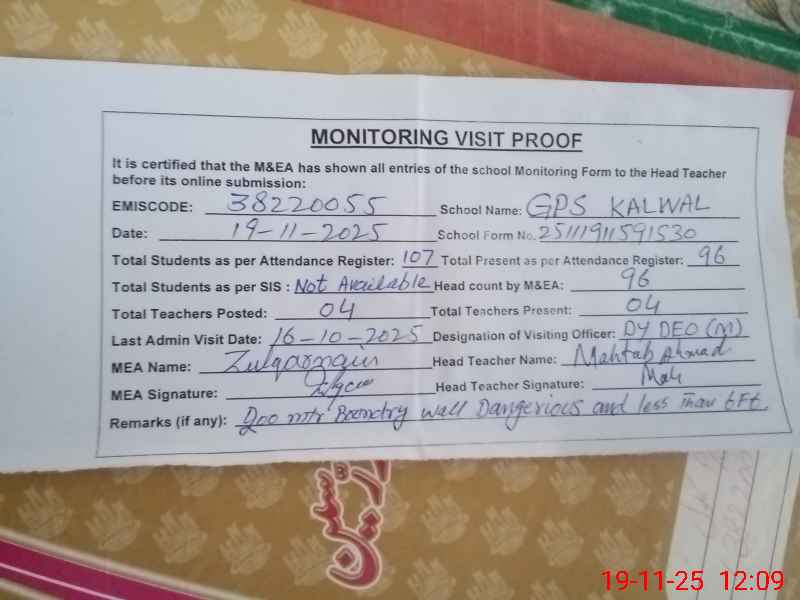 MONITORING VISIT PROOF
It is certified that the M&EA has shown all entries of the school Monitoring Form to the Head Teacher
before its online submission:
EMISCODE: 38220055 School Name: GPS KALWAL
Date: 19-11-2025 School Form No. 25111911591530
Total Students as per Attendance Register: 107 Total Present as per Attendance Register: 96
Total Students as per SIS : Not Available Head count by M&EA: 96
Total Teachers Posted: 04 Total Teachers Present: 04
Last Admin Visit Date: 16-10-2025 Designation of Visiting Officer: DY DEO (M)
MEA Name: Zulqarnain Head Teacher Name: Mahtab Ahmad
MEA Signature: Head Teacher Signature:
Remarks (if any): 200 mtr Boundry wall Dangerious and less than 6Ft.
19-11-25 12:09